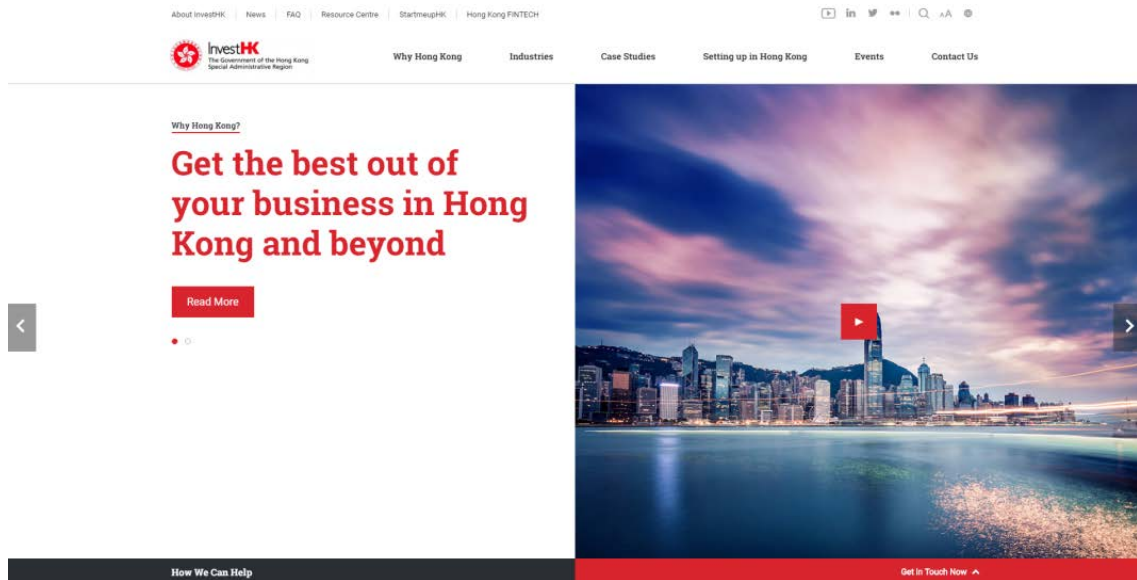 About InvestHK
News
FAQ
Resource Centre
StartmeupHK
Hong Kong FINTECH
in
AA
InvestHK
The Government of the Hong Kong
Special Administrative Region
Why Hong Kong
Industries
Case Studies
Setting up in Hong Kong
Events
Contact Us
Why Hong Kong?
Get the best out of
your business in Hong
Kong and beyond
Read More
How We Can Help
Get in Touch Now